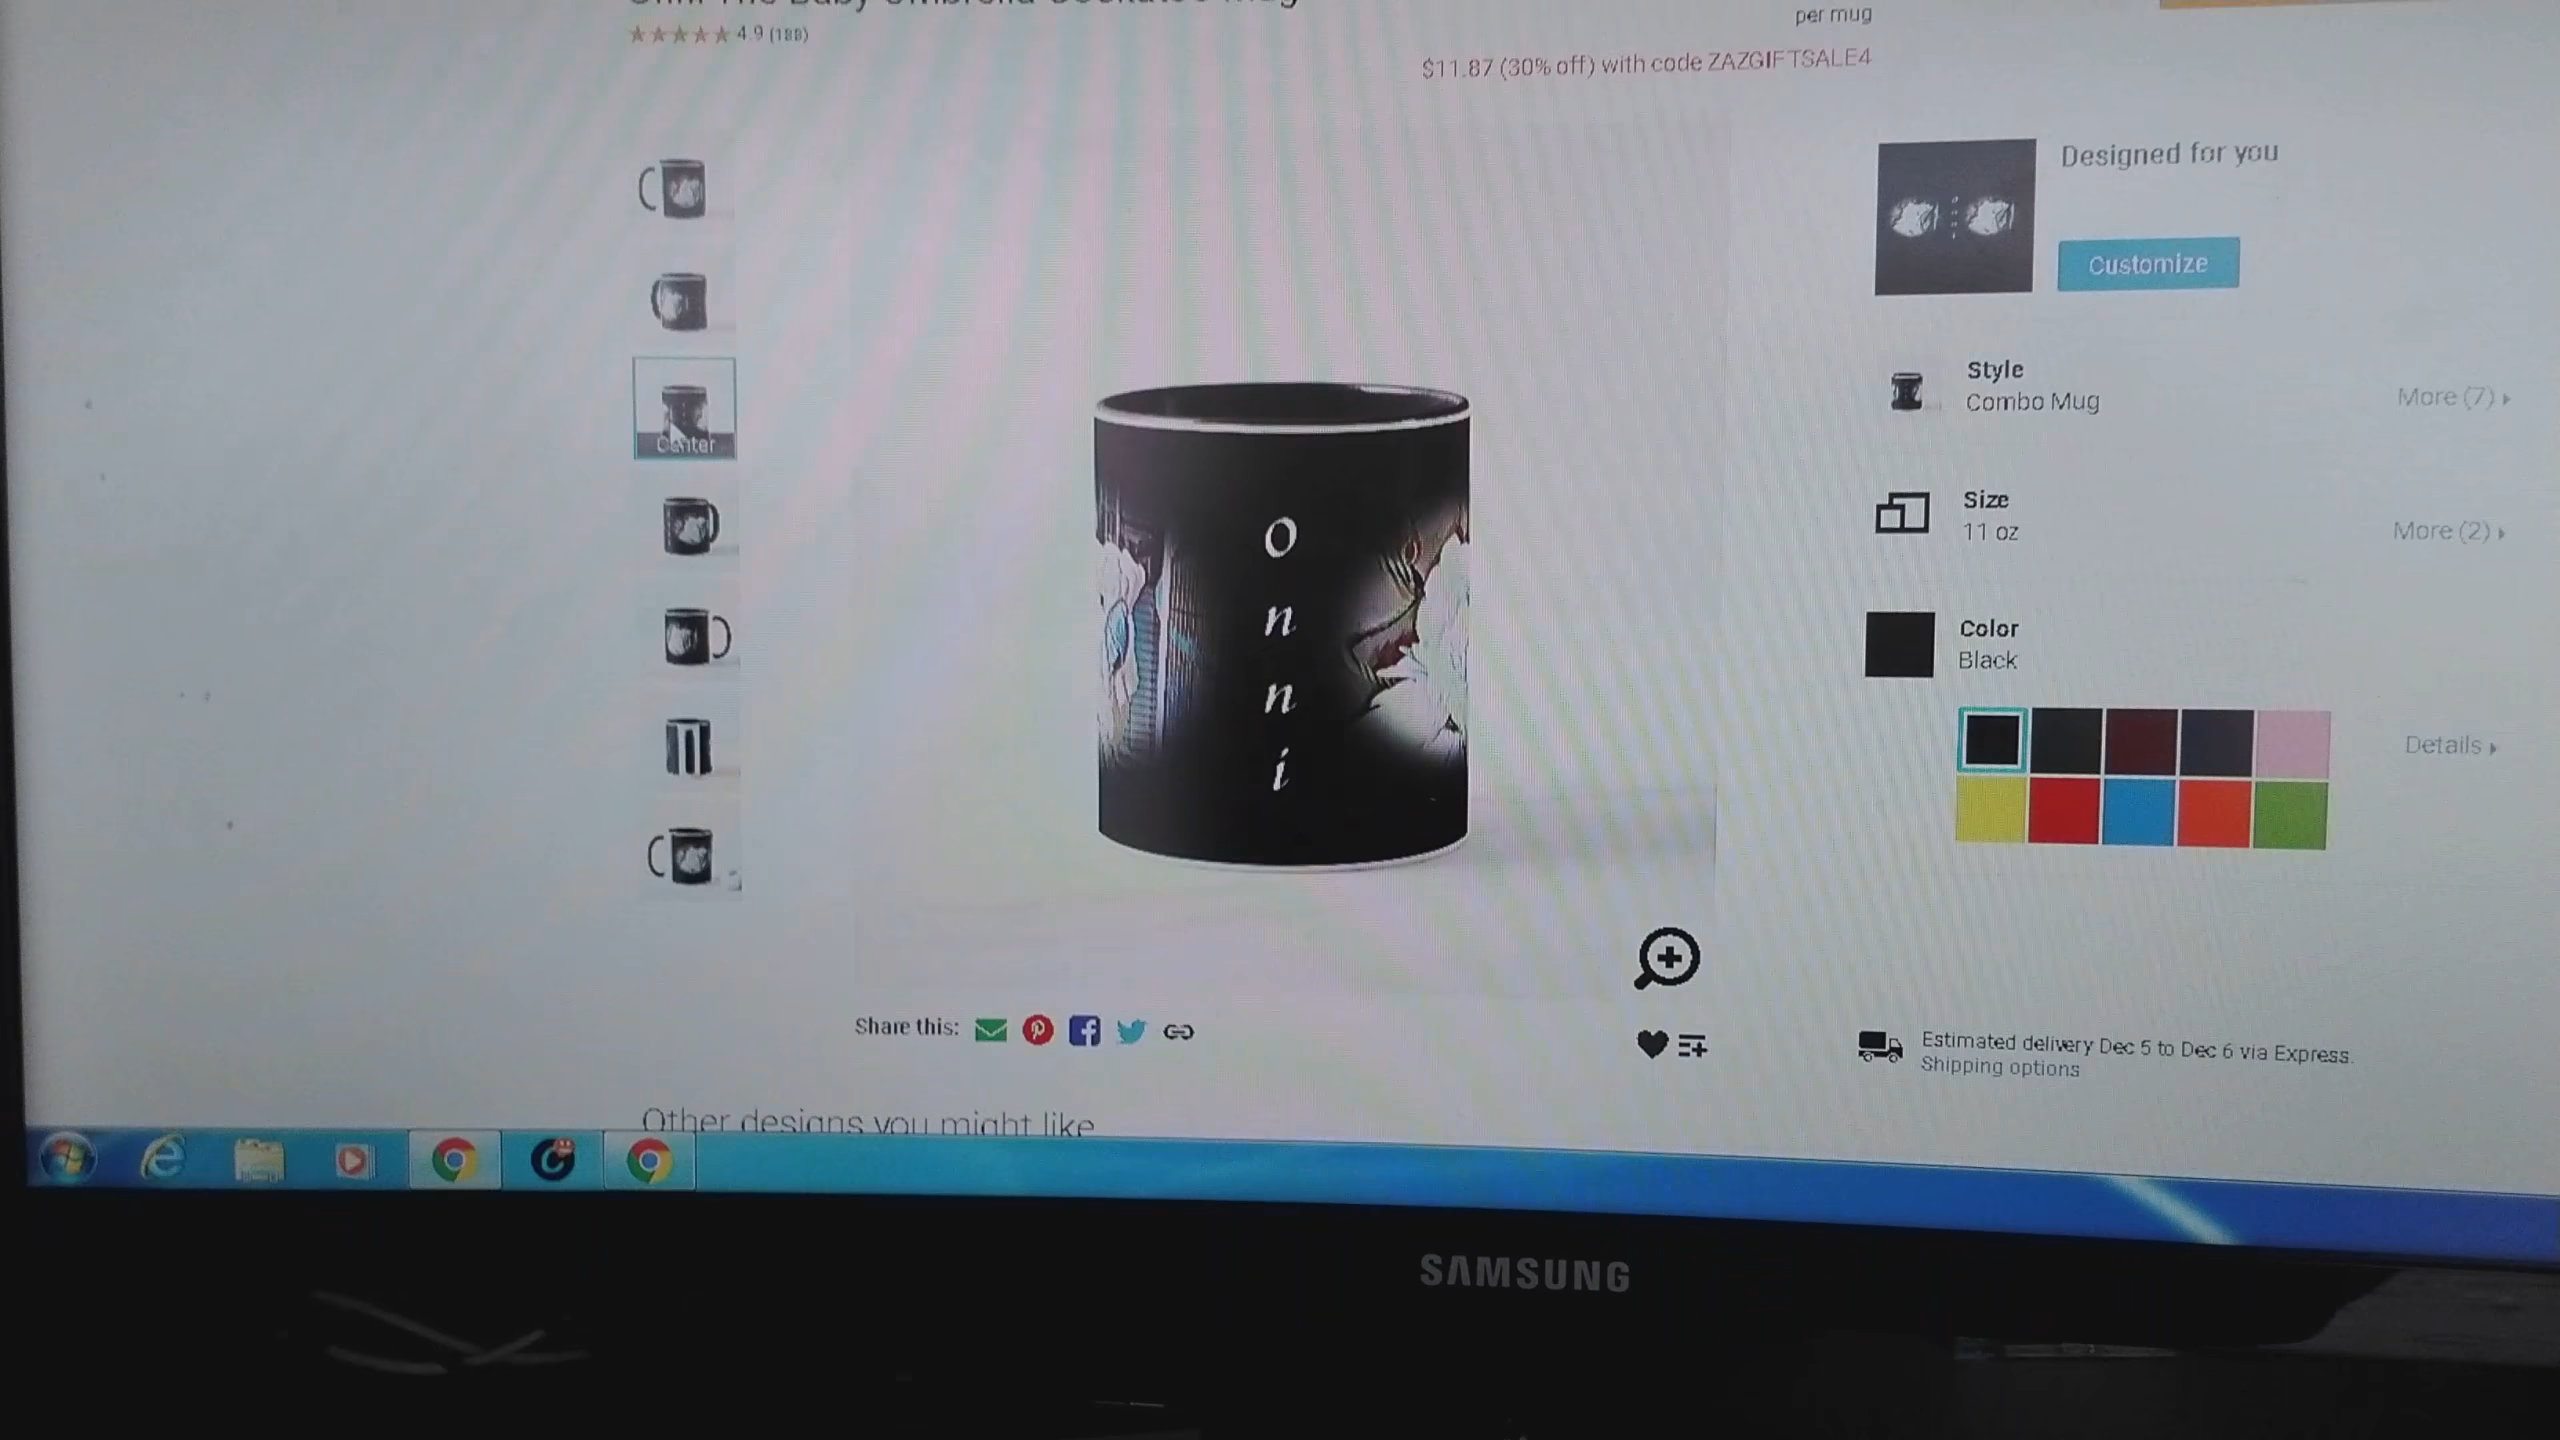 4.9 (188)
per mug
$11.87 (30% off) with code ZAZGIFTSALE4
Designed for you
Customize
Center
Style
Combo Mug
More (7)
Size
11 oz
More (2)
Color
Black
Details
o
n
n
i
Share this:
Estimated delivery Dec 5 to Dec 6 via Express.
Shipping options
Other designs you might like
SAMSUNG